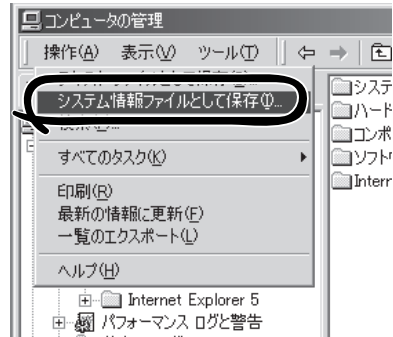 コンピュータの管理
操作(A) 表示(V) ツール(T)
システム情報ファイルとして保存(I)...
すべてのタスク(K)
印刷(R)
最新の情報に更新(F)
一覧のエクスポート(L)
ヘルプ(H)
Internet Explorer 5
パフォーマンス ログと警告
システ
ハード
コンポ
ソフト
Intern